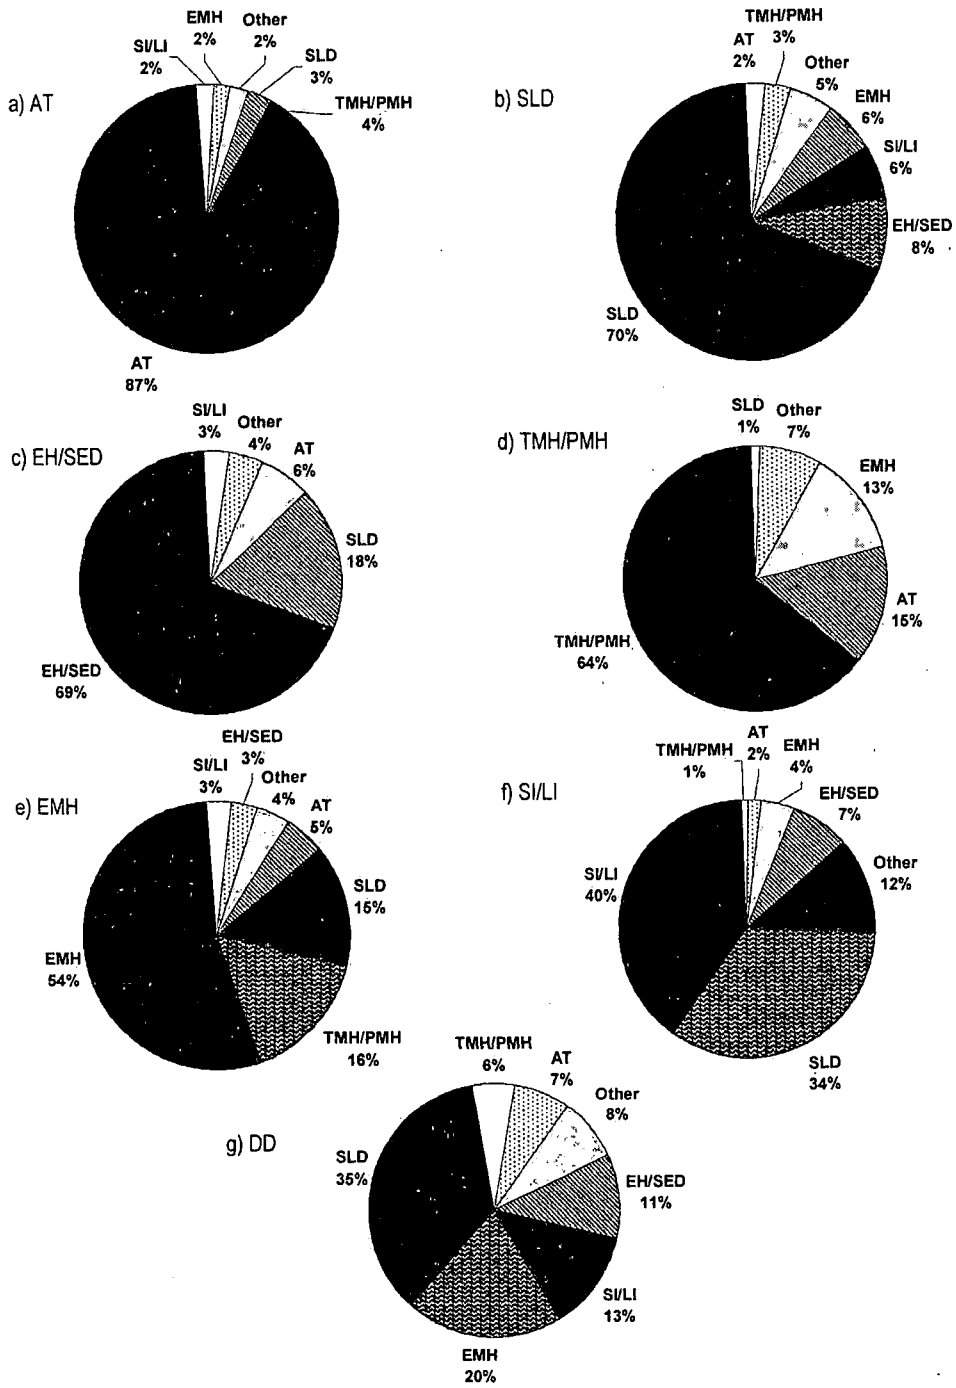 a) AT
SI/LI
2%
EMH
2%
Other
2%
SLD
3%
TMH/PMH
4%
AT
87%
b) SLD
AT
2%
TMH/PMH
3%
Other
5%
EMH
6%
SI/LI
6%
EH/SED
8%
SLD
70%
c) EH/SED
SI/LI
3%
Other
4%
AT
6%
SLD
18%
EH/SED
69%
d) TMH/PMH
SLD
1%
Other
7%
EMH
13%
AT
15%
TMH/PMH
64%
e) EMH
SI/LI
3%
EH/SED
3%
Other
4%
AT
5%
SLD
15%
TMH/PMH
16%
EMH
54%
f) SI/LI
TMH/PMH
1%
AT
2%
EMH
4%
EH/SED
7%
Other
12%
SLD
34%
SI/LI
40%
g) DD
TMH/PMH
6%
AT
7%
Other
8%
EH/SED
11%
SI/LI
13%
EMH
20%
SLD
35%